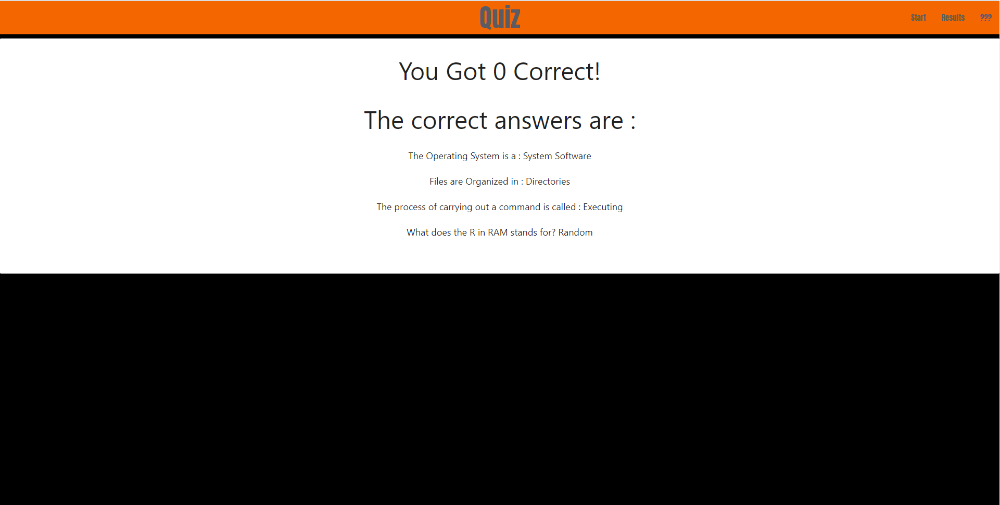 Quiz
Start Results ???
You Got 0 Correct!
The correct answers are :
The Operating System is a : System Software
Files are Organized in : Directories
The process of carrying out a command is called : Executing
What does the R in RAM stands for? Random